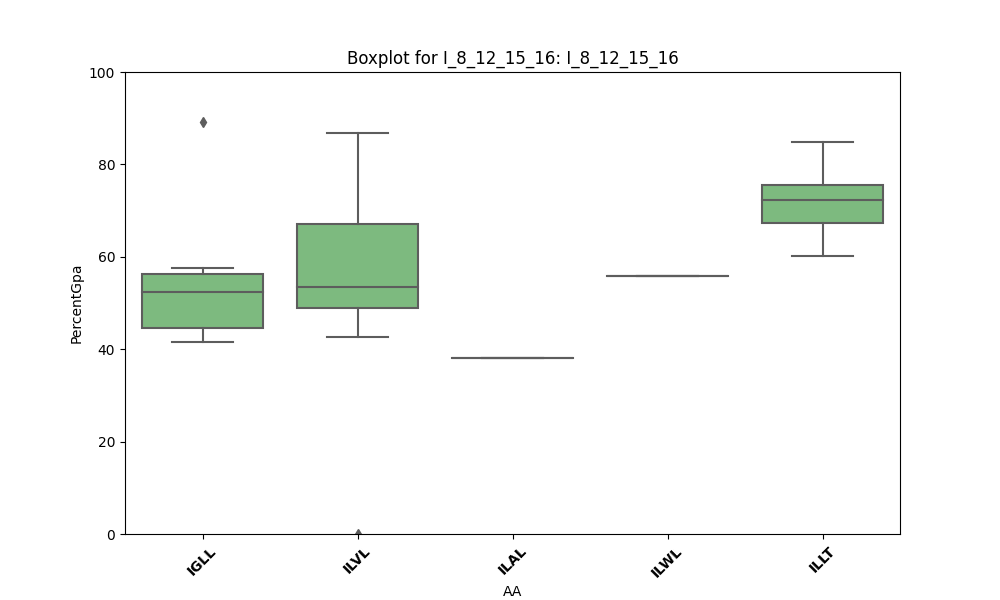 Boxplot for I_8_12_15_16: I_8_12_15_16
100
80
60
40
20
0
PercentGpa
IGLL
ILVL
ILAL
ILWL
ILLT
AA